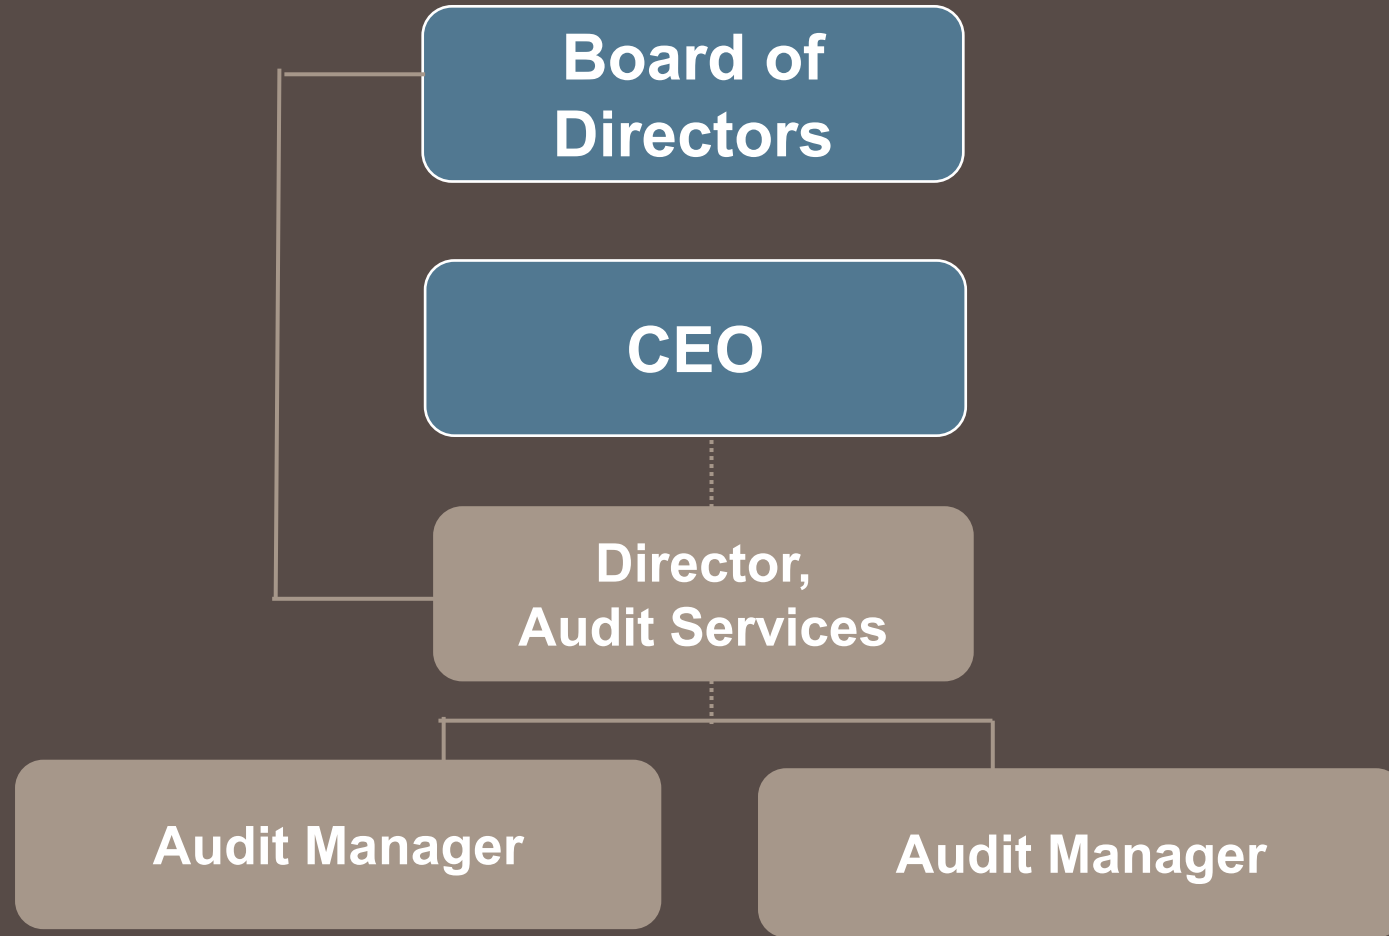 Board of
Directors
CEO
Director,
Audit Services
Audit Manager
Audit Manager